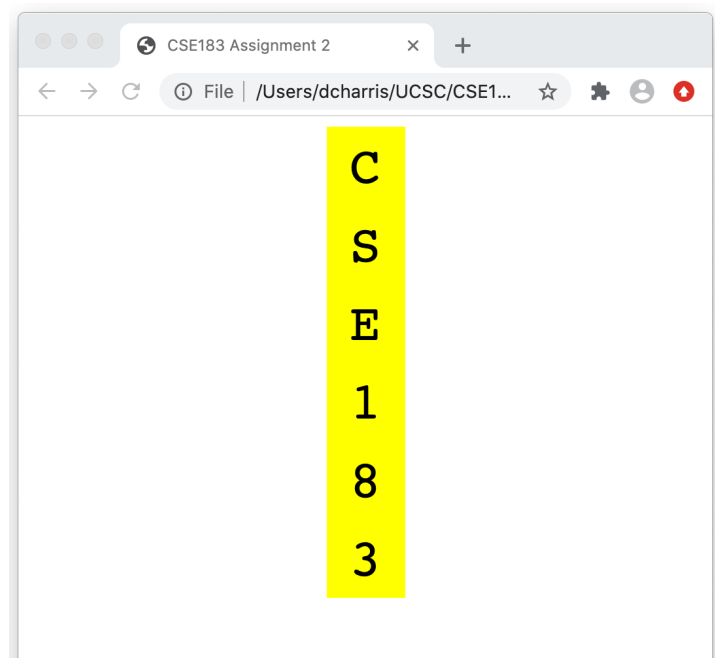 CSE183 Assignment 2
File | /Users/dcharris/UCSC/CSE1...
C
S
E
1
8
3